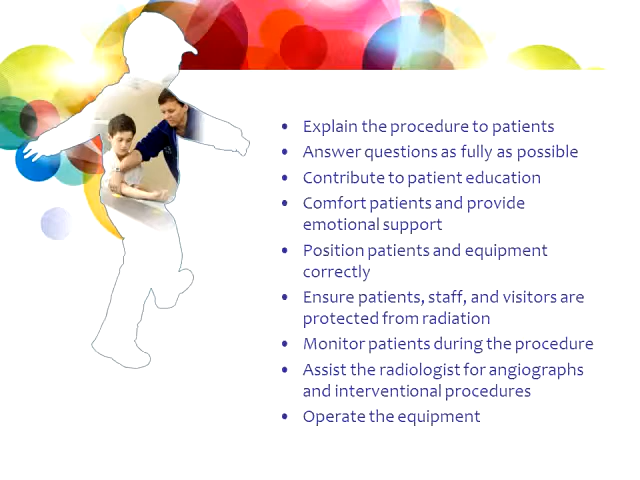 • Explain the procedure to patients
• Answer questions as fully as possible
• Contribute to patient education
• Comfort patients and provide
emotional support
• Position patients and equipment
correctly
• Ensure patients, staff, and visitors are
protected from radiation
• Monitor patients during the procedure
• Assist the radiologist for angiographs
and interventional procedures
• Operate the equipment